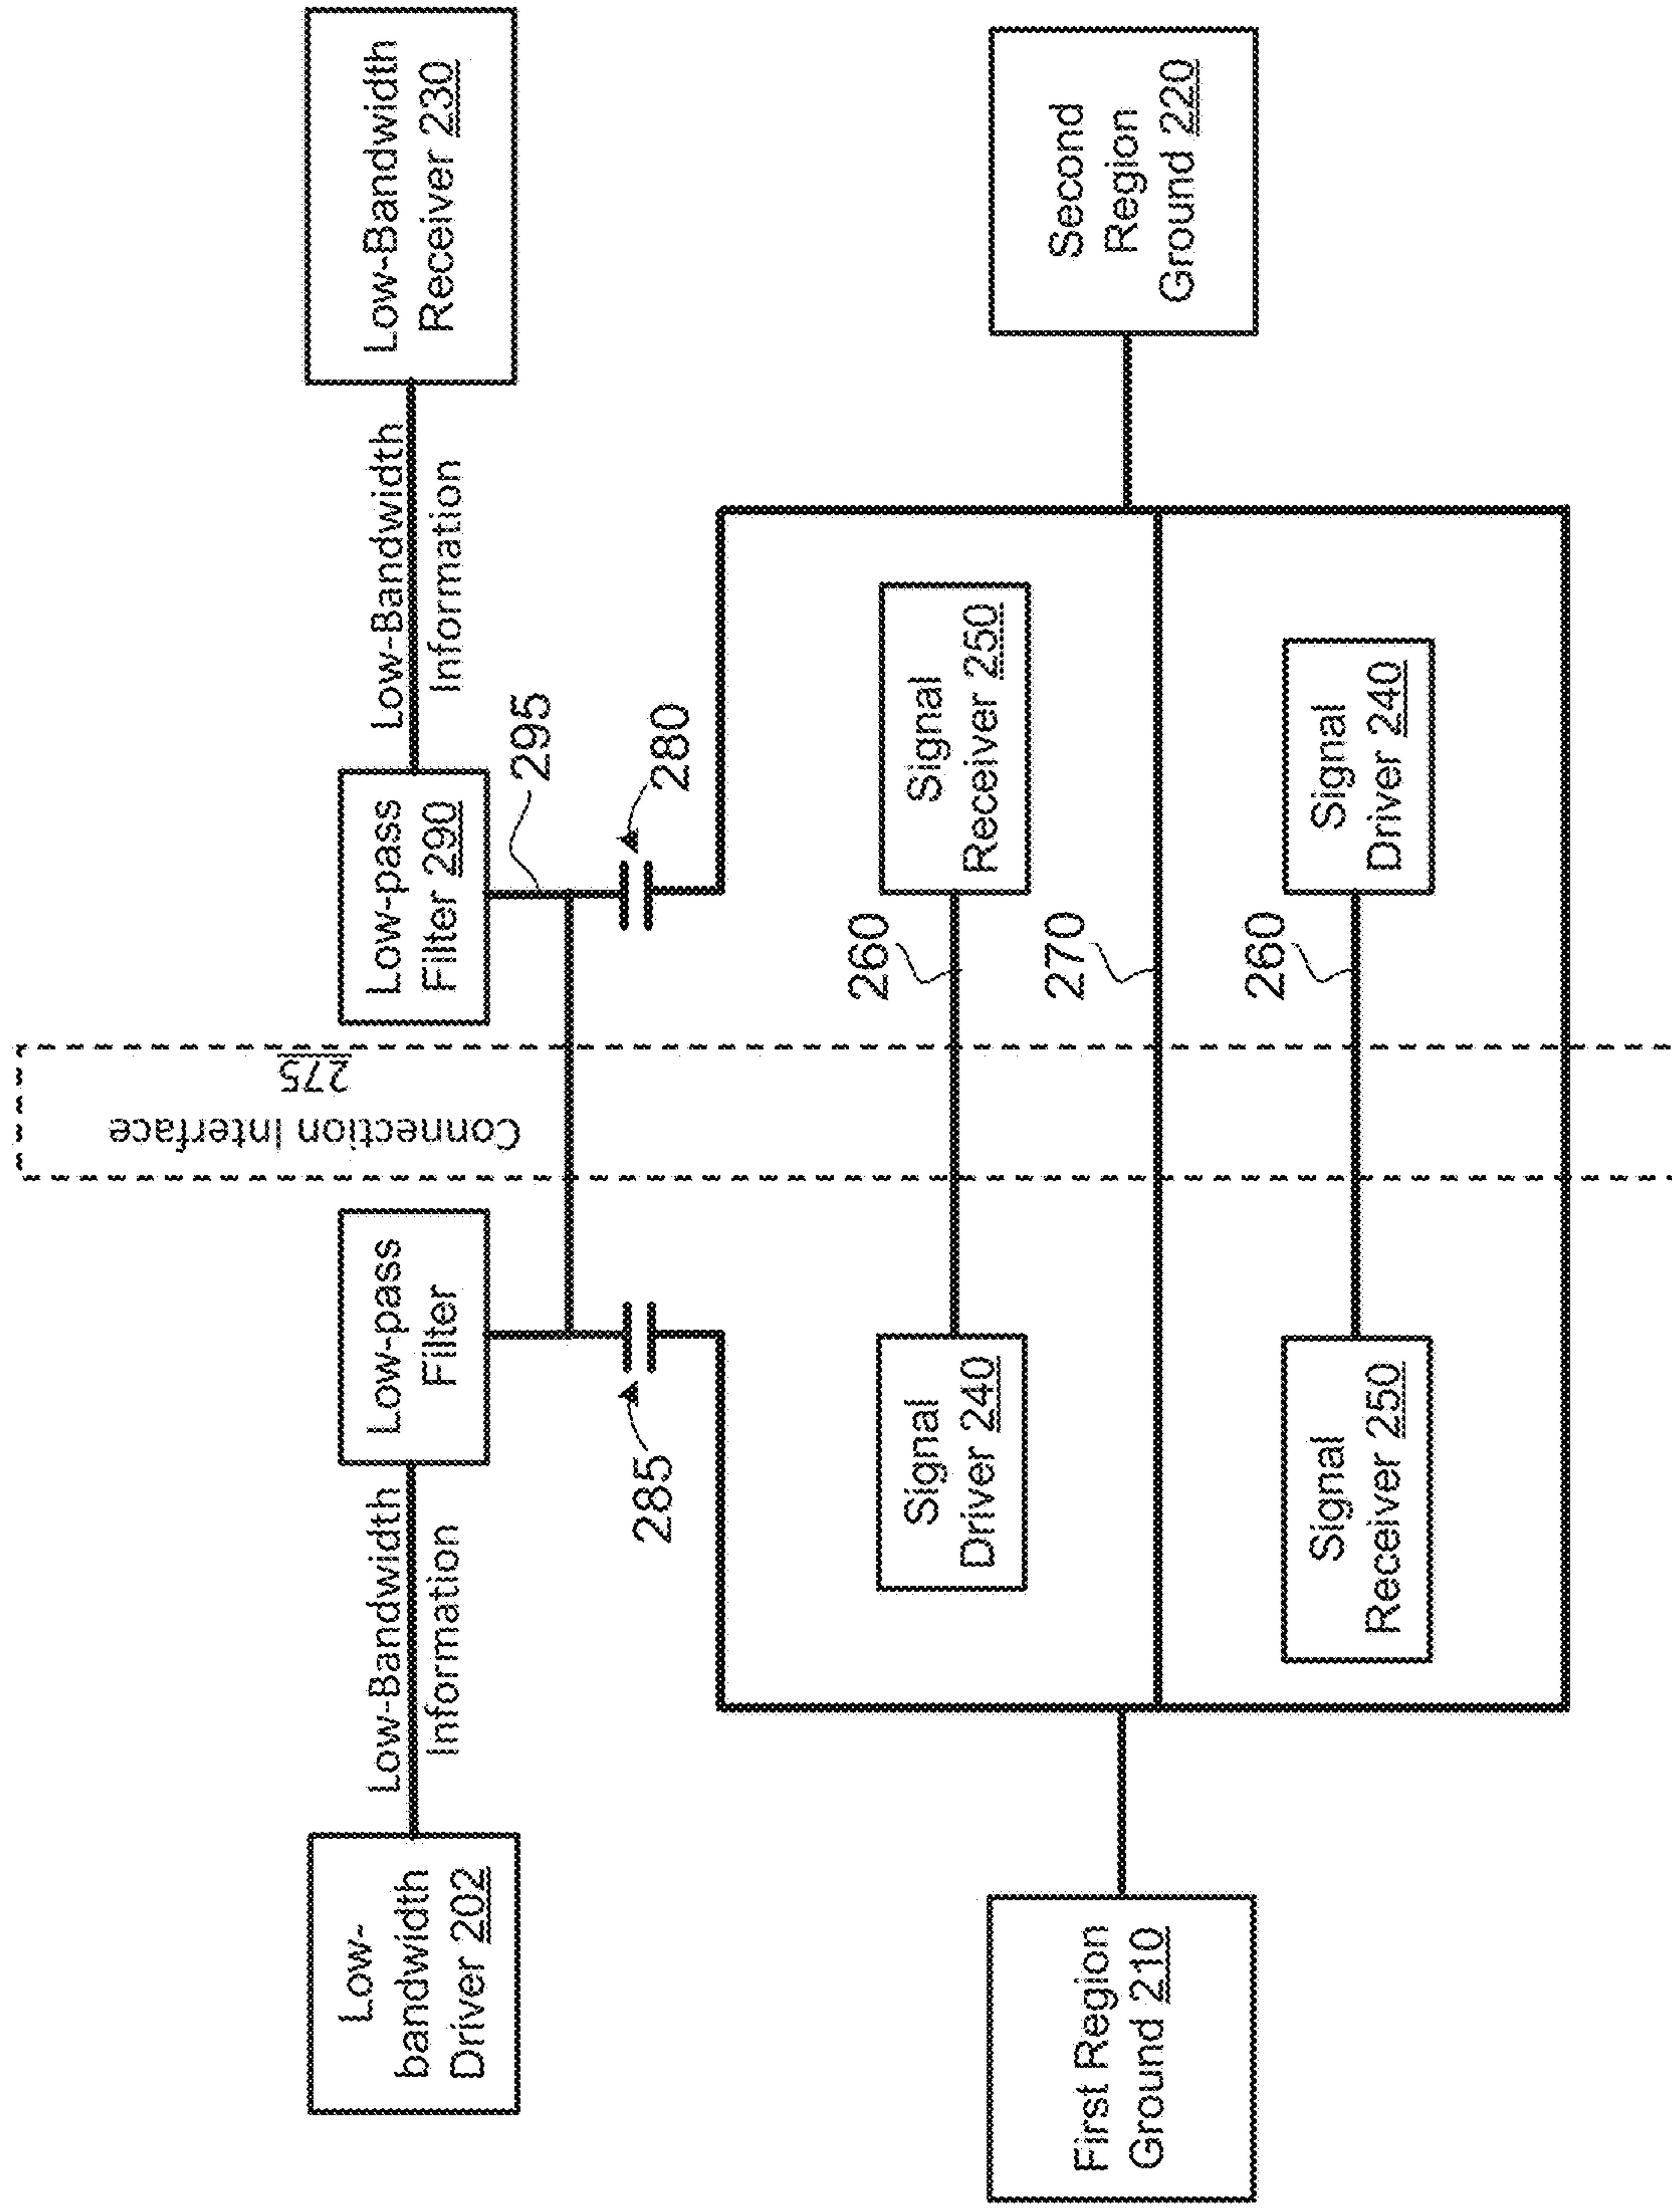 Low-
bandwidth
Driver 202
Low-Bandwidth
Information
Low-pass
Filter
Connection Interface
275
Low-pass
Filter 290
Low-Bandwidth
Information
Low-Bandwidth
Receiver 230
295
285
280
Signal
Driver 240
260
Signal
Receiver 250
First Region
Ground 210
270
Second
Region
Ground 220
Signal
Receiver 250
260
Signal
Driver 240